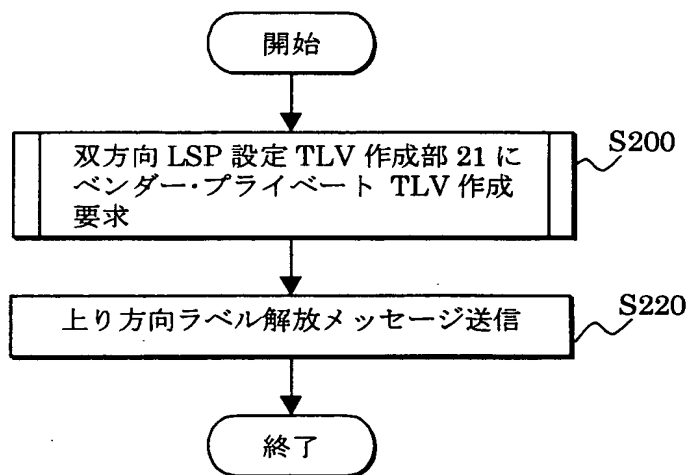 開始
双方向 LSP 設定 TLV 作成部 21 に
ベンダー・プライベート TLV 作成
要求
S200
上り方向ラベル解放メッセージ送信
S220
終了